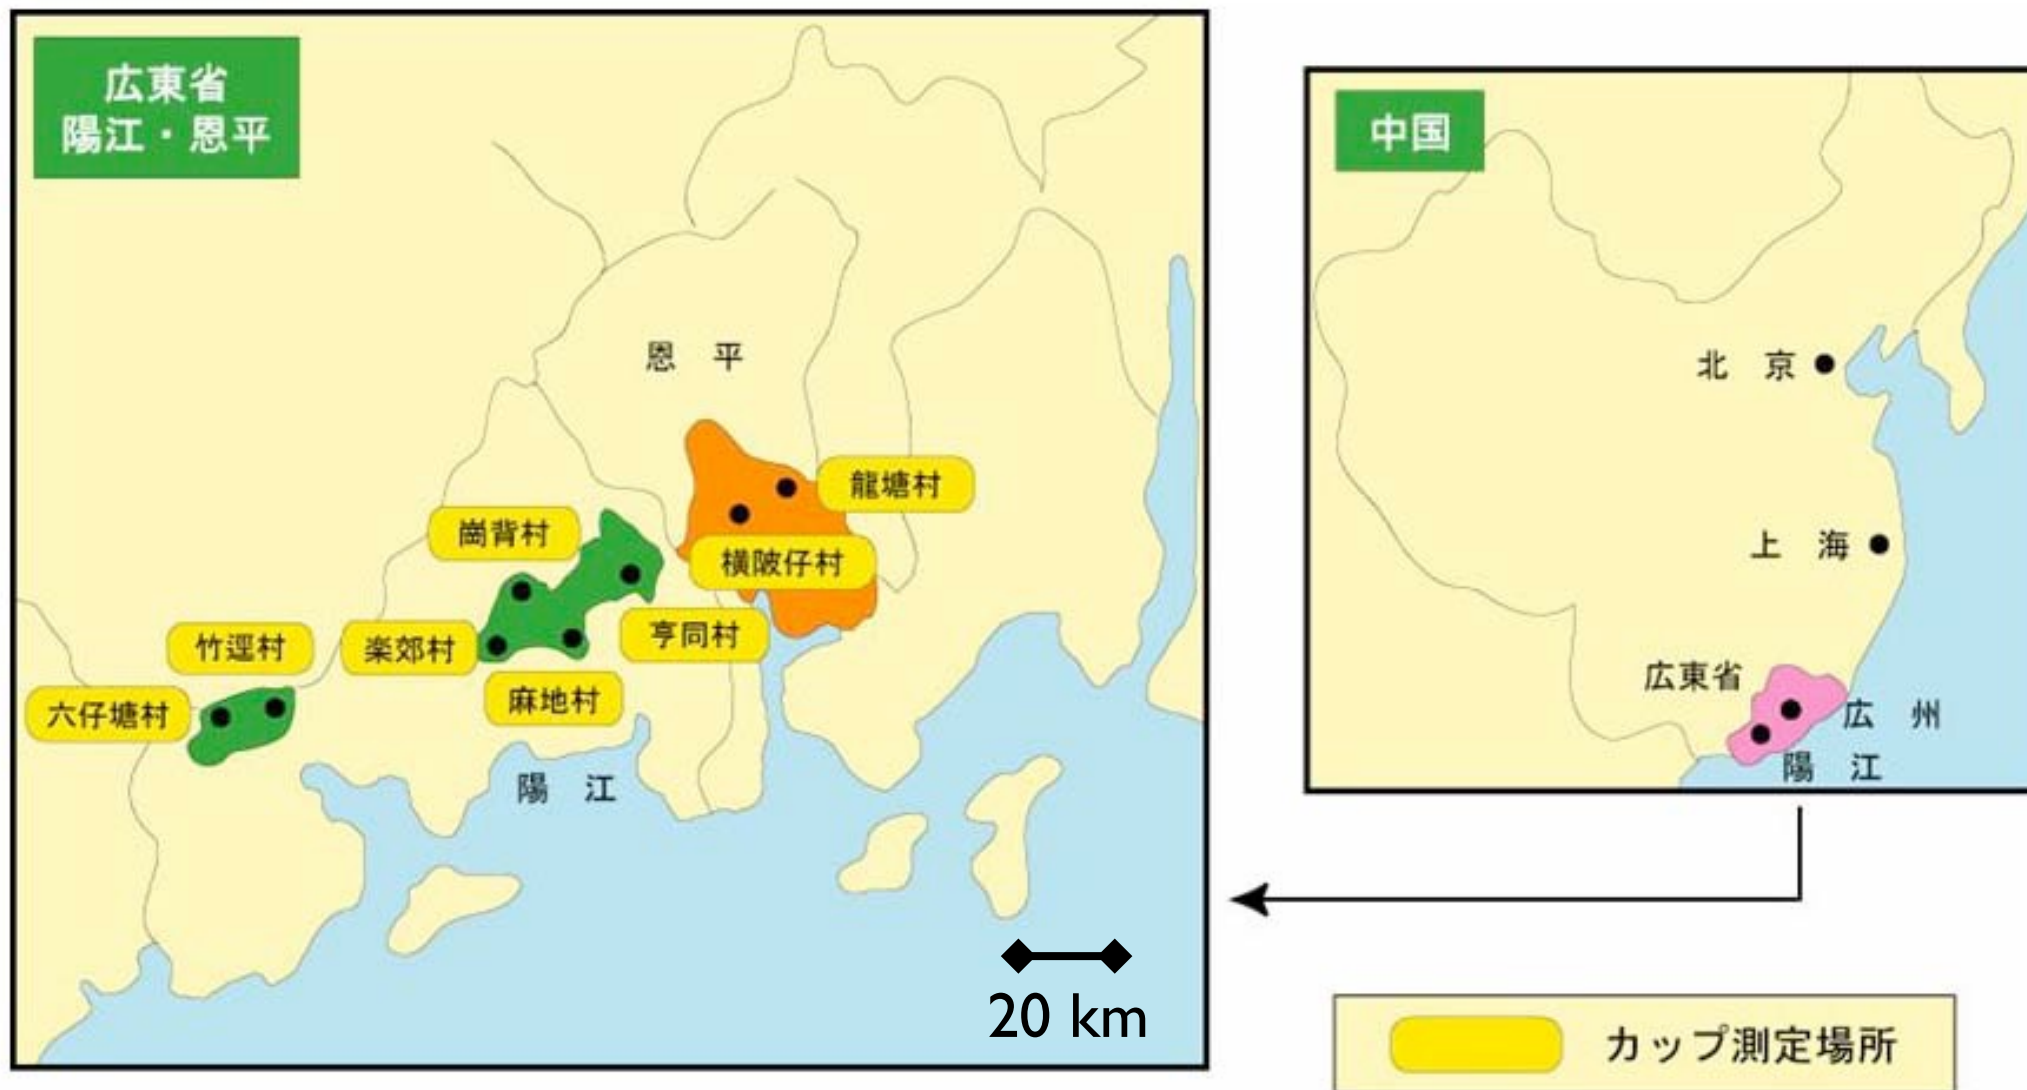 広東省
陽江・恩平
恩 平
龍塘村
崗背村
横陂仔村
竹逕村
楽郊村
亨同村
六仔塘村
麻地村
陽 江
20 km
中国
北 京
上 海
広東省
広 州
陽 江
カップ測定場所